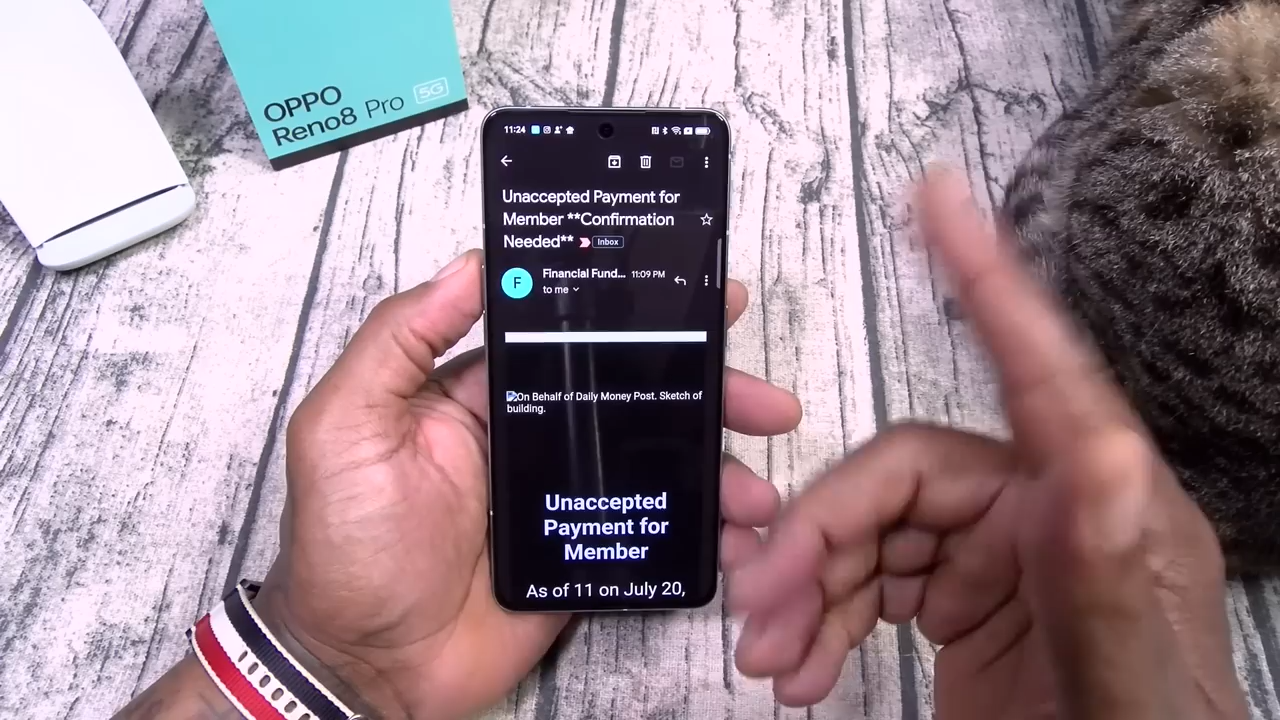 OPPO
Reno8 Pro 5G
11:24
Unaccepted Payment for
Member **Confirmation
Needed** Inbox
F
Financial Fund... 11:09 PM
to me
On Behalf of Daily Money Post. Sketch of
building.
Unaccepted
Payment for
Member
As of 11 on July 20,